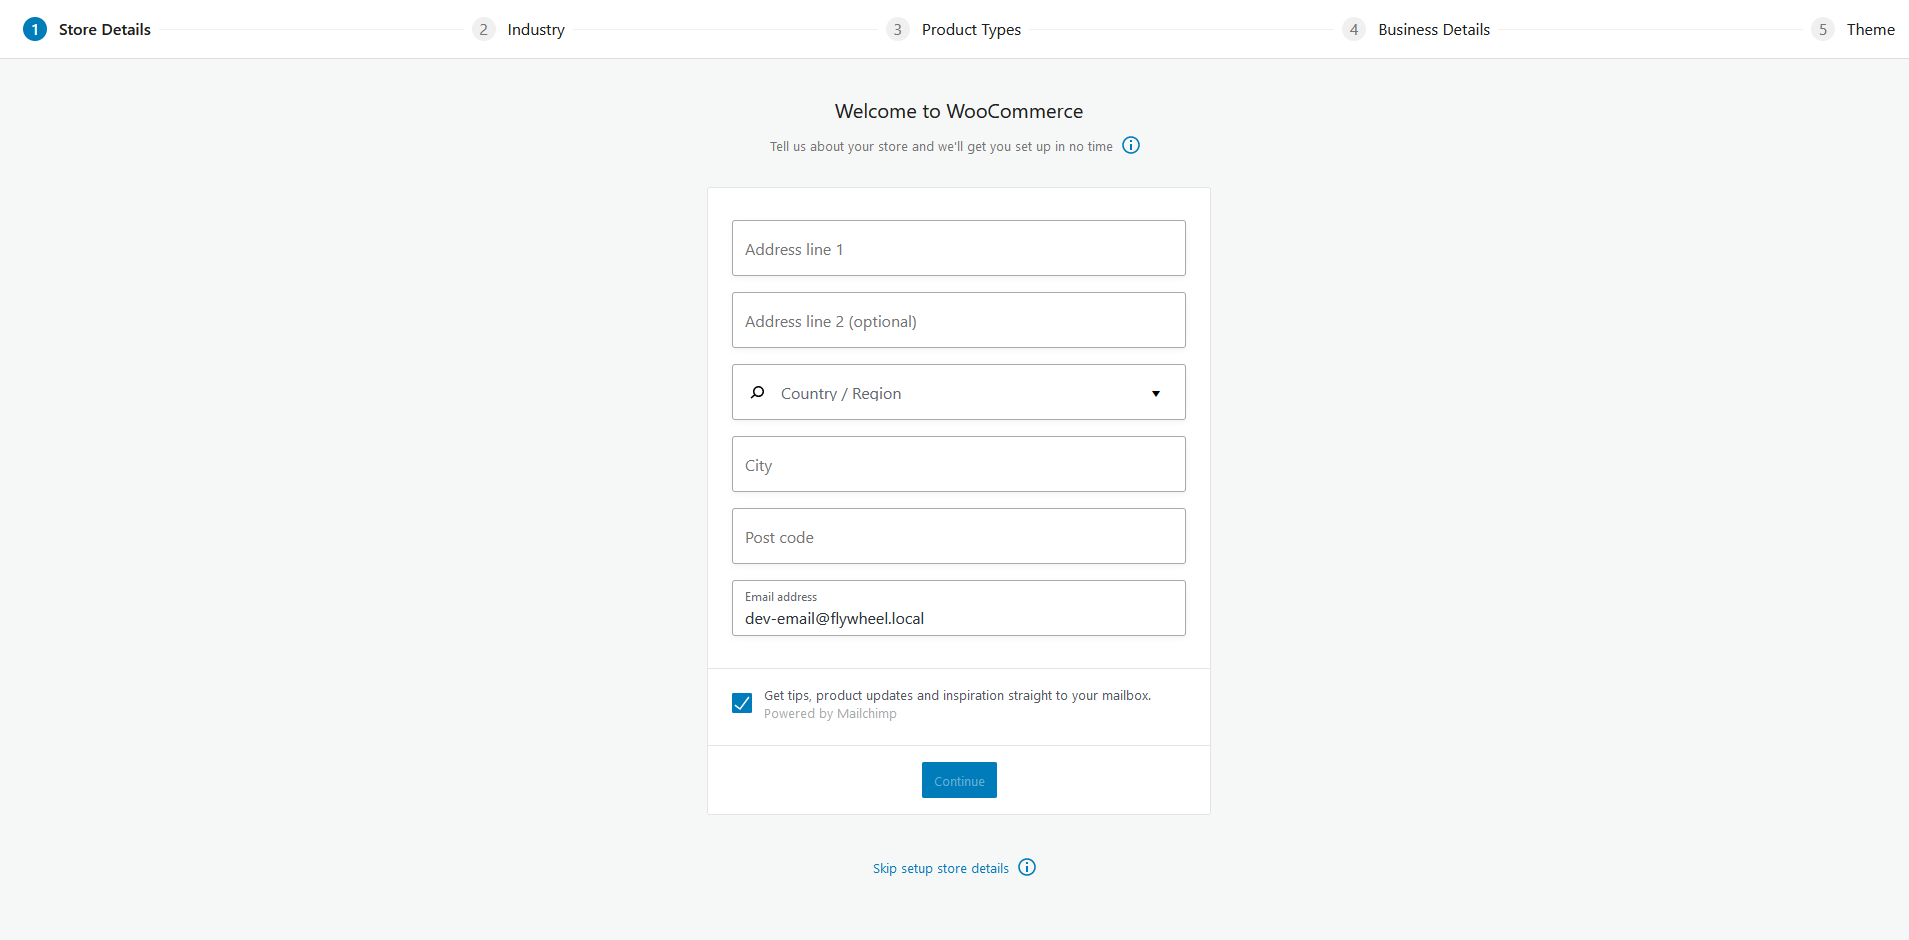 1 Store Details 2 Industry 3 Product Types 4 Business Details 5 Theme
Welcome to WooCommerce
Tell us about your store and we'll get you set up in no time
Address line 1
Address line 2 (optional)
Country / Region
City
Post code
Email address
dev-email@flywheel.local
Get tips, product updates and inspiration straight to your mailbox.
Powered by Mailchimp
Continue
Skip setup store details